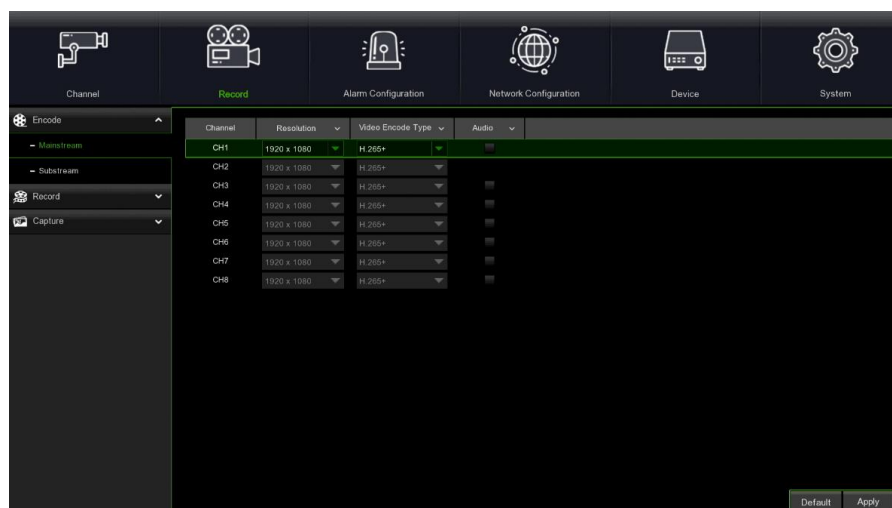 Channel Record Alarm Configuration Network Configuration Device System
Encode
– Mainstream
– Substream
Record
Capture
Channel Resolution Video Encode Type Audio
CH1 1920 x 1080 H.265+
CH2 1920 x 1080 H.265+
CH3 1920 x 1080 H.265+
CH4 1920 x 1080 H.265+
CH5 1920 x 1080 H.265+
CH6 1920 x 1080 H.265+
CH7 1920 x 1080 H.265+
CH8 1920 x 1080 H.265+
Default Apply